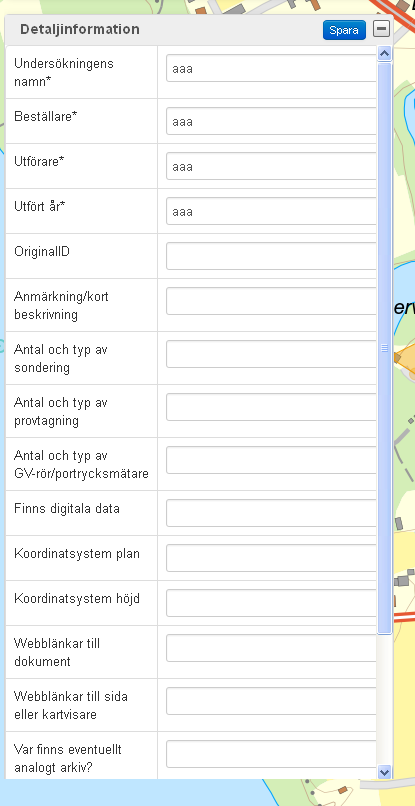 Detaljinformation Spara
Undersökningens
namn* aaa
Beställare* aaa
Utförare* aaa
Utfört år* aaa
OriginalID
Anmärkning/kort
beskrivning
Antal och typ av
sondering
Antal och typ av
provtagning
Antal och typ av
GV-rör/portrycksmätare
Finns digitala data
Koordinatsystem plan
Koordinatsystem höjd
Webblänkar till
dokument
Webblänkar till sida
eller kartvisare
Var finns eventuellt
analogt arkiv?